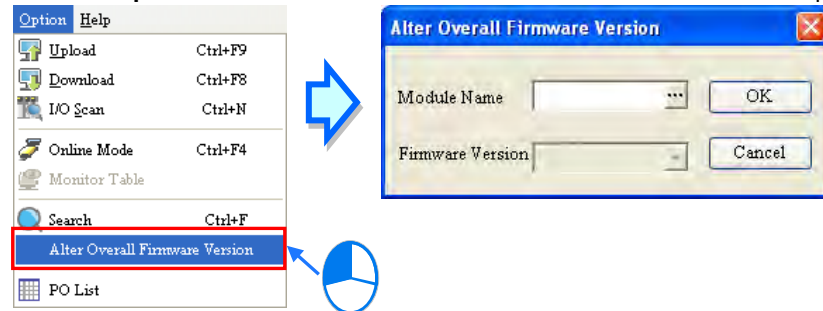 Option Help
Upload Ctrl+F9
Download Ctrl+F8
I/O Scan Ctrl+N
Online Mode Ctrl+F4
Monitor Table
Search Ctrl+F
Alter Overall Firmware Version
PO List
Alter Overall Firmware Version
Module Name ... OK
Firmware Version Cancel